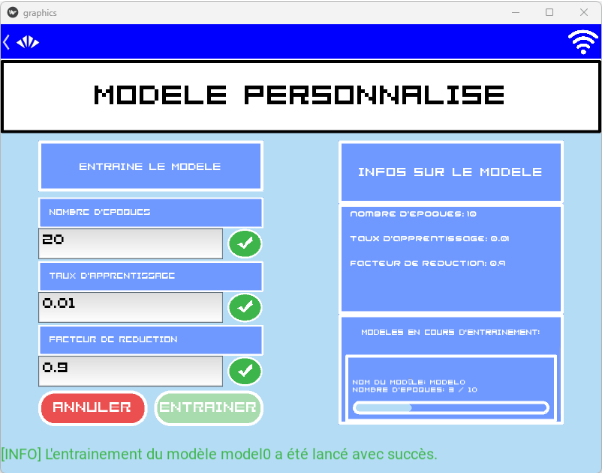 graphics
MODELE PERSONNALISE
ENTRAINE LE MODELE
NOMBRE D'EPOQUES
20
TAUX D'APPRENTISSAGE
0.01
FACTEUR DE REDUCTION
0.9
ANNULER
ENTRAINER
INFOS SUR LE MODELE
NOMBRE D'EPOQUES: 10
TAUX D'APPRENTISSAGE: 0.01
FACTEUR DE REDUCTION: 0.9
MODELES EN COURS D'ENTRAINEMENT:
NOM DU MODÈLE: MODEL0
NOMBRE D'EPOQUES: 3 / 10
[INFO] L'entrainement du modèle model0 a été lancé avec succès.